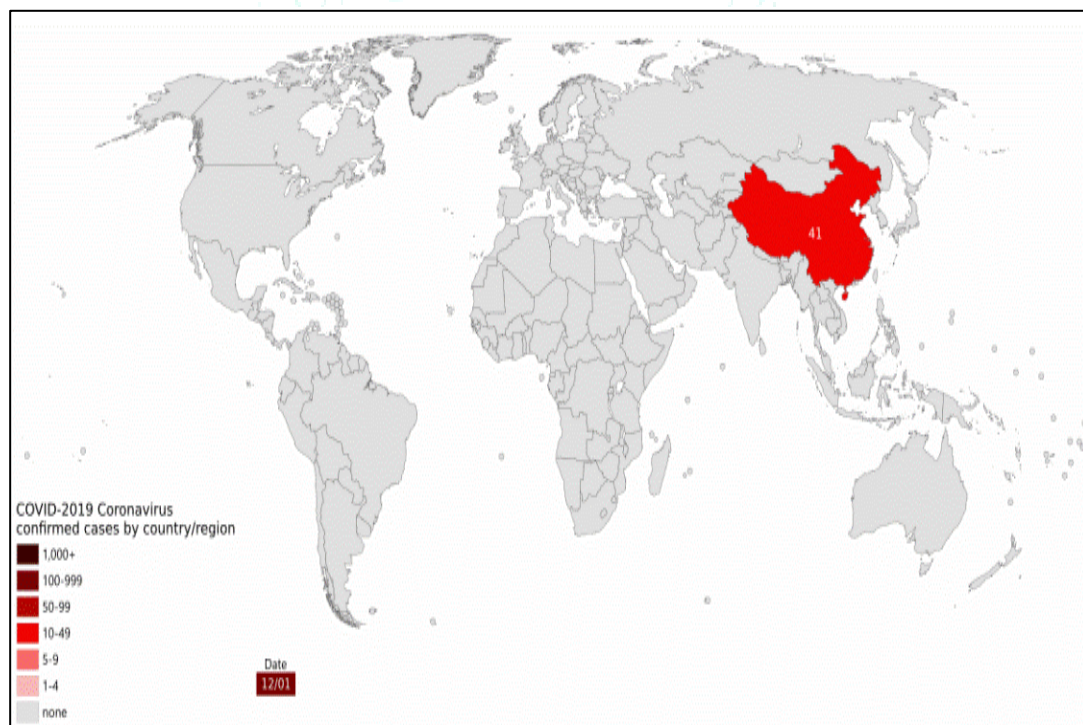 41
COVID-2019 Coronavirus
confirmed cases by country/region
1,000+
100-999
50-99
10-49
5-9
1-4
none
Date
12/01